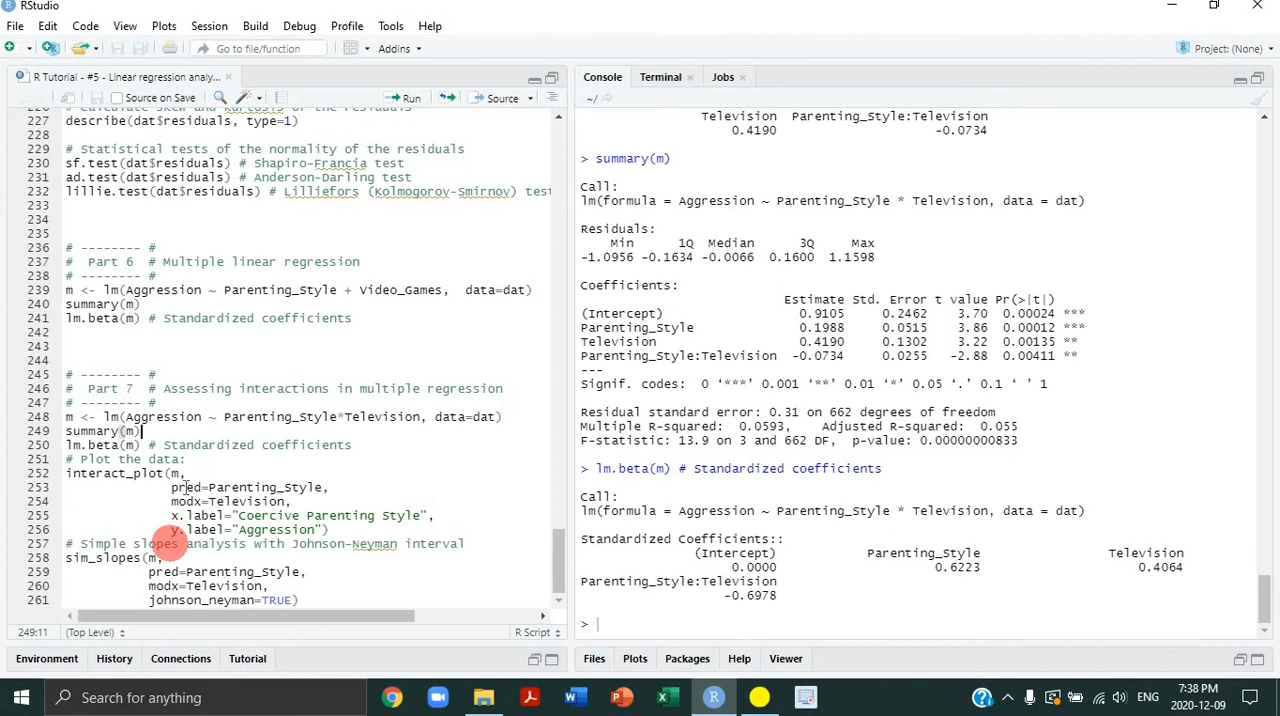 RStudio
File Edit Code View Plots Session Build Debug Profile Tools Help
Go to file/function Addins Project: (None)
R Tutorial - #5 - Linear regression analy...
Source on Save Run Source
227 describe(dat$residuals, type=1)
228
229 # Statistical tests of the normality of the residuals
230 sf.test(dat$residuals) # Shapiro-Francia test
231 ad.test(dat$residuals) # Anderson-Darling test
232 lillie.test(dat$residuals) # Lilliefors (Kolmogorov-Smirnov) test
233
234
235
236 # -------- #
237 #  Part 6  # Multiple linear regression
238 # -------- #
239 m <- lm(Aggression ~ Parenting_Style + Video_Games,  data=dat)
240 summary(m)
241 lm.beta(m) # Standardized coefficients
242
243
244
245 # -------- #
246 #  Part 7  # Assessing interactions in multiple regression
247 # -------- #
248 m <- lm(Aggression ~ Parenting_Style*Television, data=dat)
249 summary(m)
250 lm.beta(m) # Standardized coefficients
251 # Plot the data:
252 interact_plot(m,
253 pred=Parenting_Style,
254 modx=Television,
255 x.label="Coercive Parenting Style",
256 y.label="Aggression")
257 # Simple slopes analysis with Johnson-Neyman interval
258 sim_slopes(m,
259 pred=Parenting_Style,
260 modx=Television,
261 johnson_neyman=TRUE)
249:11 (Top Level) R Script
Environment History Connections Tutorial
Console Terminal Jobs
~/
Television Parenting_Style:Television
0.4190 -0.0734
> summary(m)
Call:
lm(formula = Aggression ~ Parenting_Style * Television, data = dat)
Residuals:
Min 1Q Median 3Q Max
-1.0956 -0.1634 -0.0066 0.1600 1.1598
Coefficients:
Estimate Std. Error t value Pr(>|t|)
(Intercept) 0.9105 0.2462 3.70 0.00024 ***
Parenting_Style 0.1988 0.0515 3.86 0.00012 ***
Television 0.4190 0.1302 3.22 0.00135 **
Parenting_Style:Television -0.0734 0.0255 -2.88 0.00411 **
---
Signif. codes:  0 ‘***’ 0.001 ‘**’ 0.01 ‘*’ 0.05 ‘.’ 0.1 ‘ ’ 1
Residual standard error: 0.31 on 662 degrees of freedom
Multiple R-squared: 0.0593, Adjusted R-squared: 0.055
F-statistic: 13.9 on 3 and 662 DF, p-value: 0.00000000833
> lm.beta(m) # Standardized coefficients
Call:
lm(formula = Aggression ~ Parenting_Style * Television, data = dat)
Standardized Coefficients::
(Intercept) Parenting_Style Television
0.0000 0.6223 0.4064
Parenting_Style:Television
-0.6978
>
Files Plots Packages Help Viewer
Search for anything
ENG
7:38 PM
2020-12-09